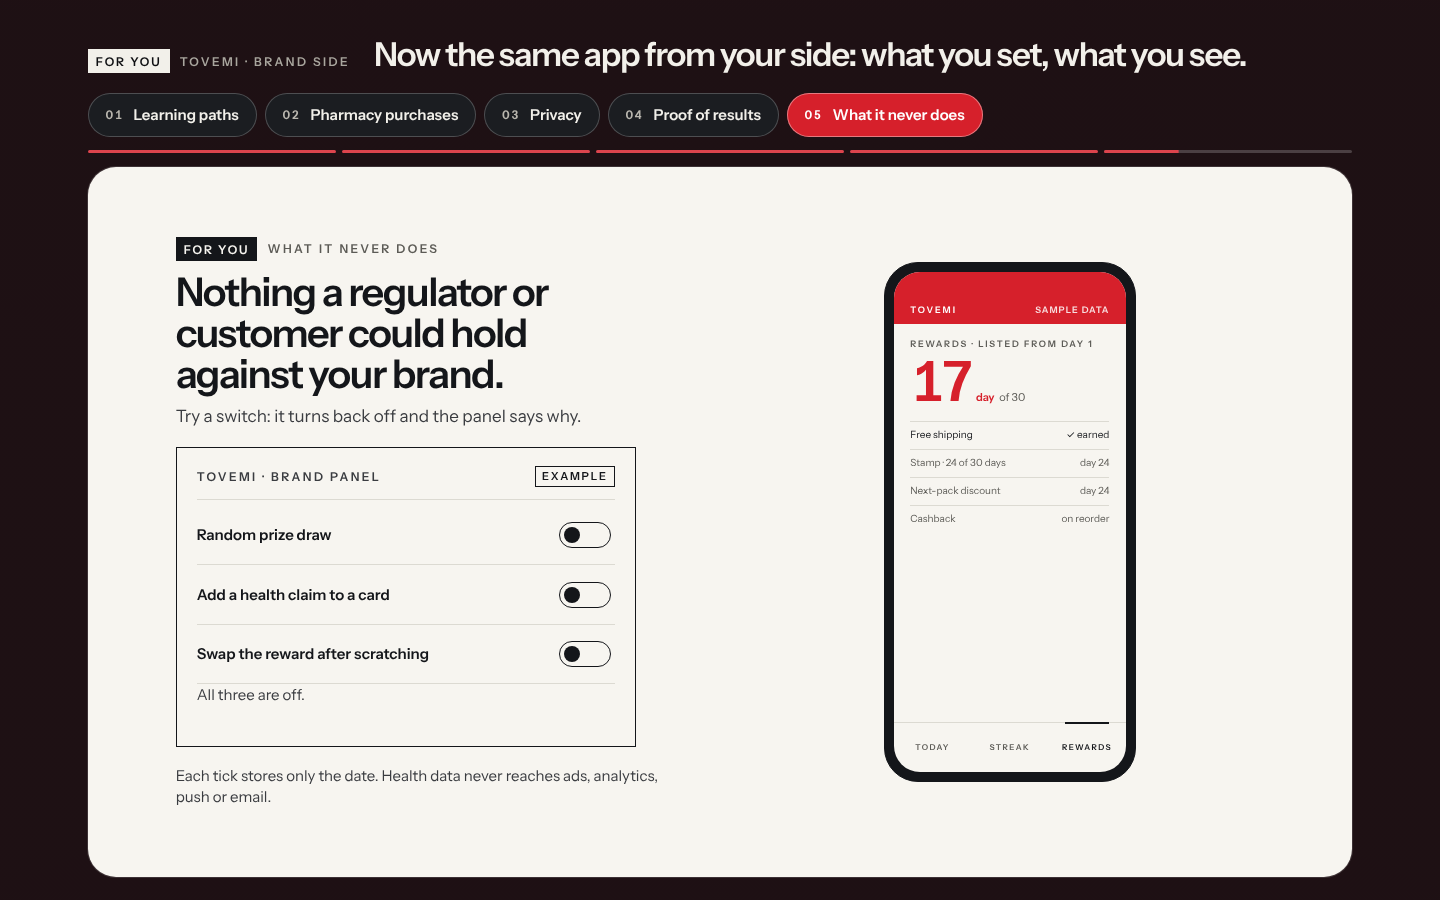 FOR YOU TOVEMI · BRAND SIDE Now the same app from your side: what you set, what you see.
01 Learning paths 02 Pharmacy purchases 03 Privacy 04 Proof of results 05 What it never does
FOR YOU WHAT IT NEVER DOES
Nothing a regulator or
customer could hold
against your brand.
Try a switch: it turns back off and the panel says why.
TOVEMI · BRAND PANEL EXAMPLE
Random prize draw
Add a health claim to a card
Swap the reward after scratching
All three are off.
Each tick stores only the date. Health data never reaches ads, analytics,
push or email.
TOVEMI SAMPLE DATA
REWARDS · LISTED FROM DAY 1
17 day of 30
Free shipping ✓ earned
Stamp · 24 of 30 days day 24
Next-pack discount day 24
Cashback on reorder
TODAY STREAK REWARDS